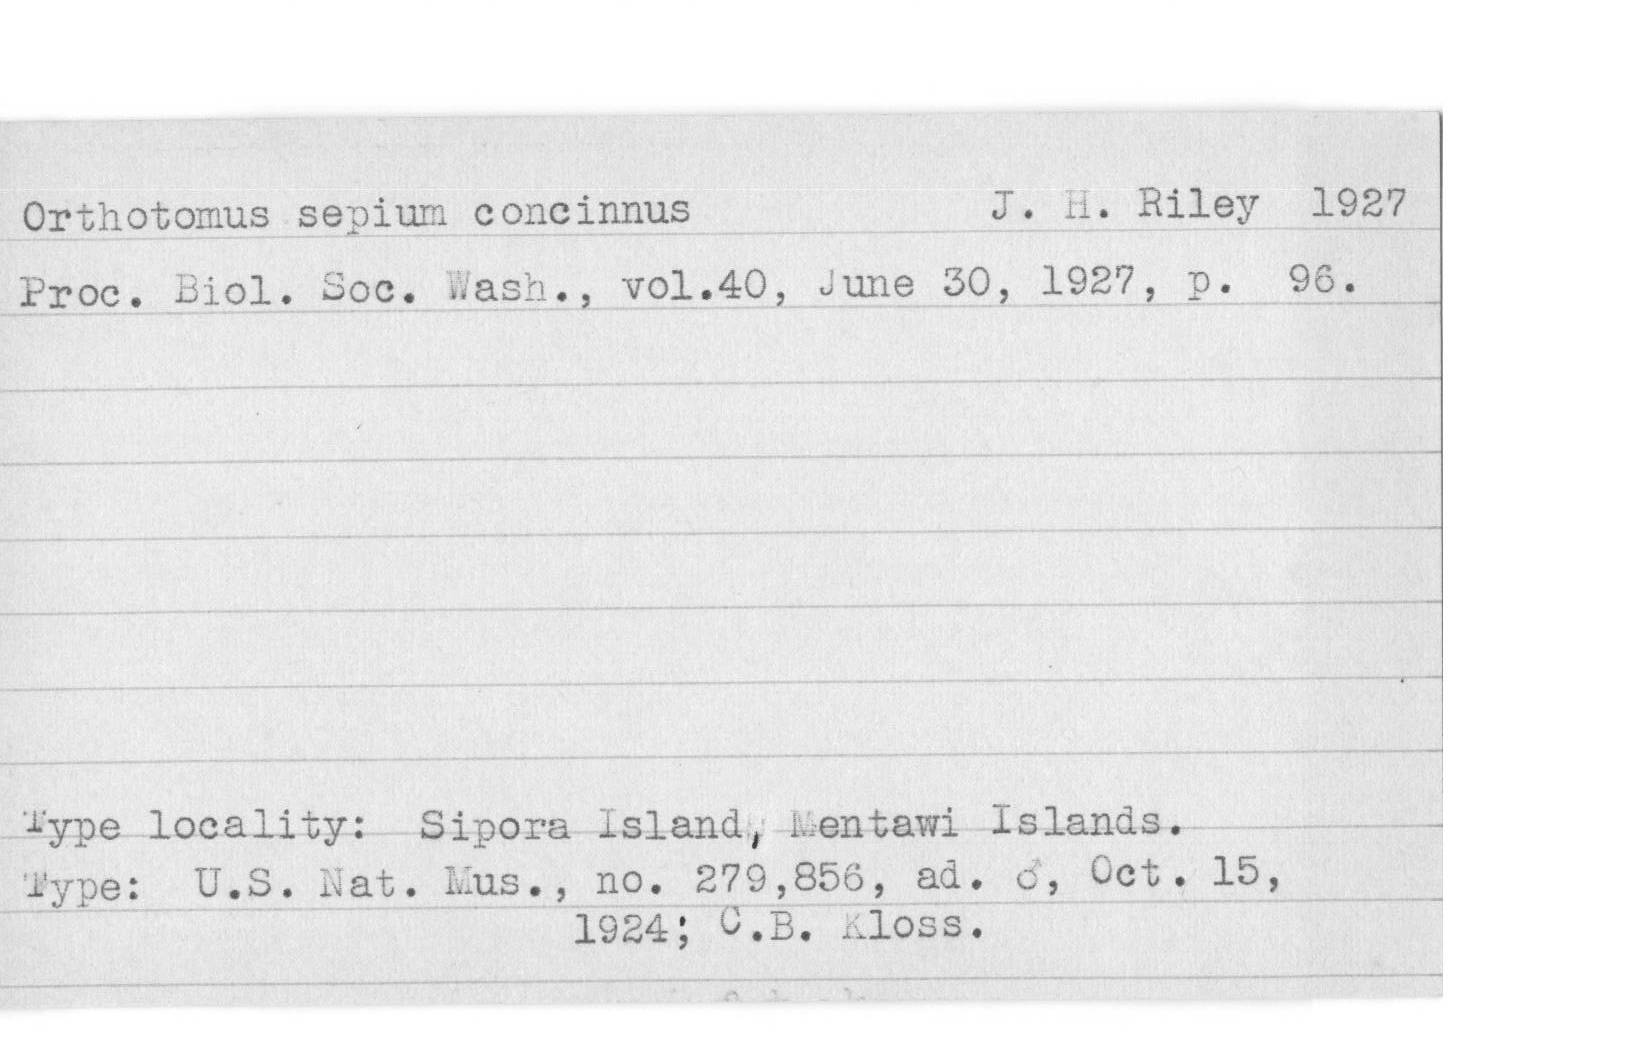 Orthotomus sepium concinnus J. H. Riley 1927
Proc. Biol. Soc. Wash., vol.40, June 30, 1927, p. 96.
Type locality: Sipora Island, Mentawi Islands.
Type: U.S. Nat. Mus., no. 279,856, ad. ♂, Oct. 15,
1924; C.B. Kloss.